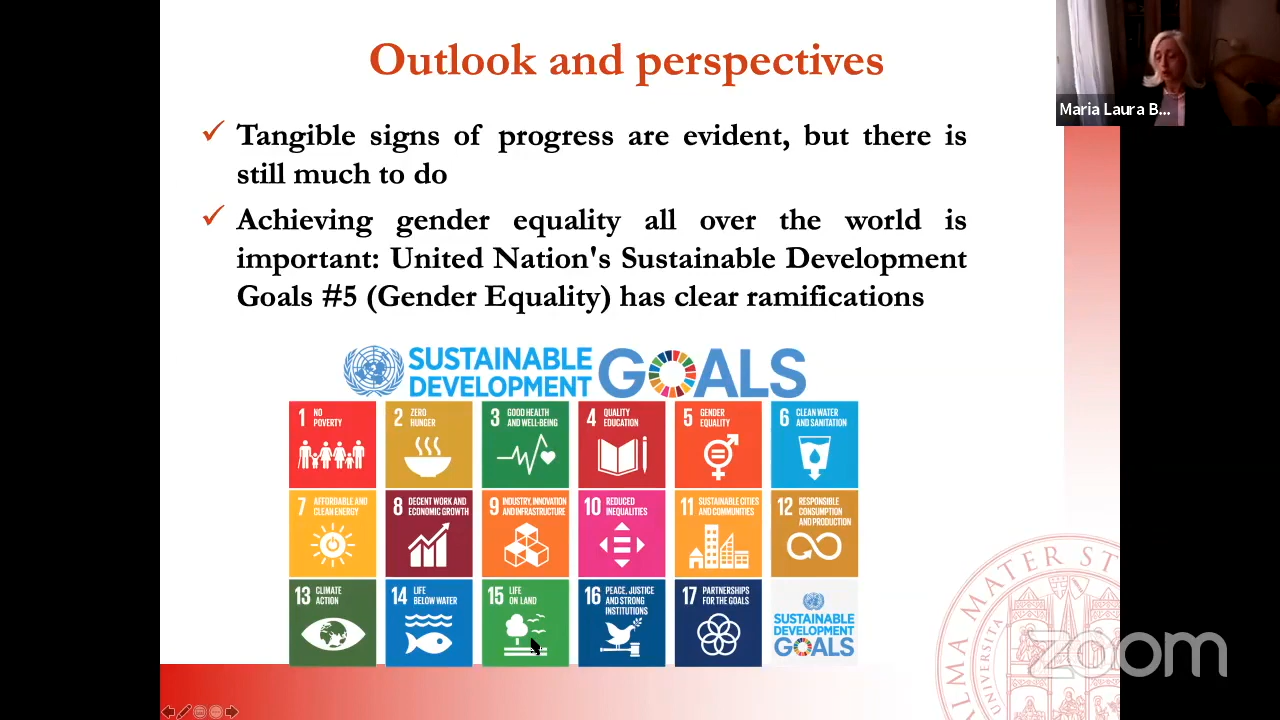 Outlook and perspectives
Maria Laura B...
Tangible signs of progress are evident, but there is
still much to do
Achieving gender equality all over the world is
important: United Nation's Sustainable Development
Goals #5 (Gender Equality) has clear ramifications
SUSTAINABLE
DEVELOPMENT
GOALS
1 NO
POVERTY
2 ZERO
HUNGER
3 GOOD HEALTH
AND WELL-BEING
4 QUALITY
EDUCATION
5 GENDER
EQUALITY
6 CLEAN WATER
AND SANITATION
7 AFFORDABLE AND
CLEAN ENERGY
8 DECENT WORK AND
ECONOMIC GROWTH
9 INDUSTRY, INNOVATION
AND INFRASTRUCTURE
10 REDUCED
INEQUALITIES
11 SUSTAINABLE CITIES
AND COMMUNITIES
12 RESPONSIBLE
CONSUMPTION
AND PRODUCTION
13 CLIMATE
ACTION
14 LIFE
BELOW WATER
15 LIFE
ON LAND
16 PEACE, JUSTICE
AND STRONG
INSTITUTIONS
17 PARTNERSHIPS
FOR THE GOALS
SUSTAINABLE
DEVELOPMENT
GOALS
ALMA MATER ST
UNIVERSITA
zoom